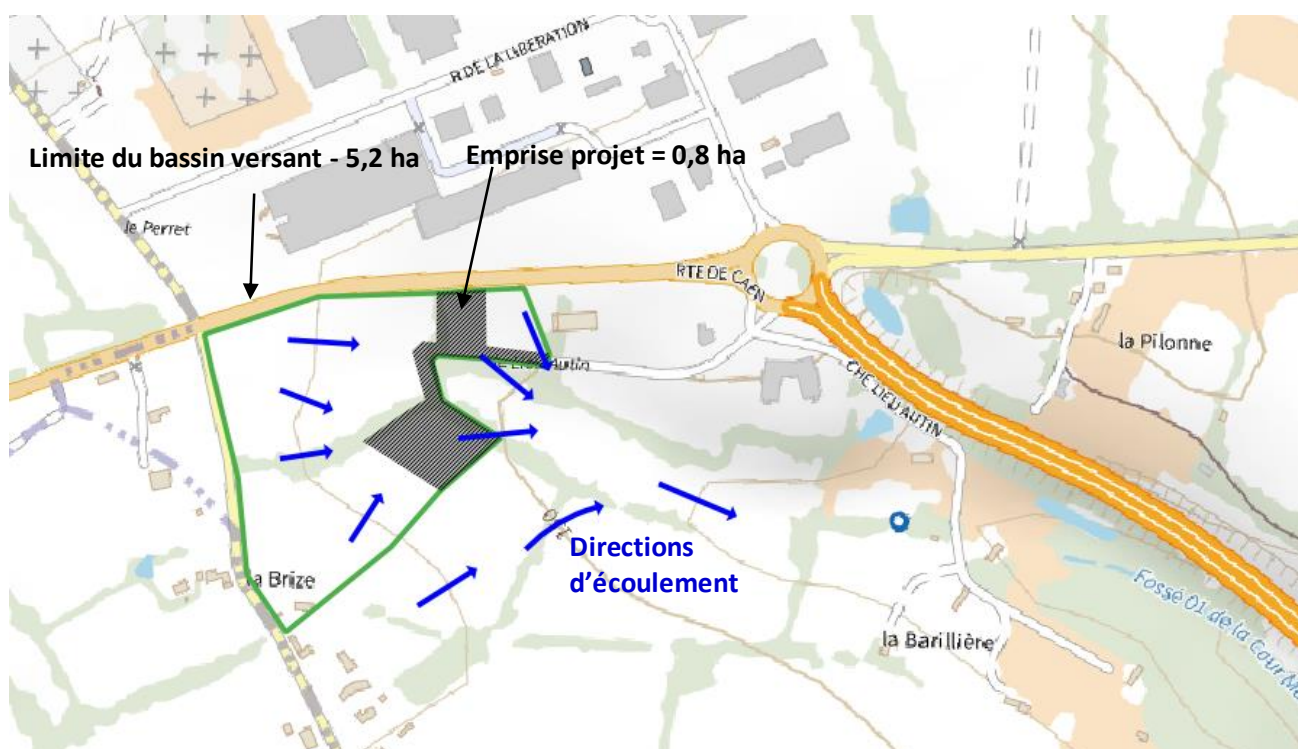 R DE LA LIBERATION
Limite du bassin versant - 5,2 ha
Emprise projet = 0,8 ha
le Perret
RTE DE CAEN
la Pilonne
Autin
CHE LIEU AUTIN
Directions
d'écoulement
la Brize
la Barillière
Fossé 01 de la Cour